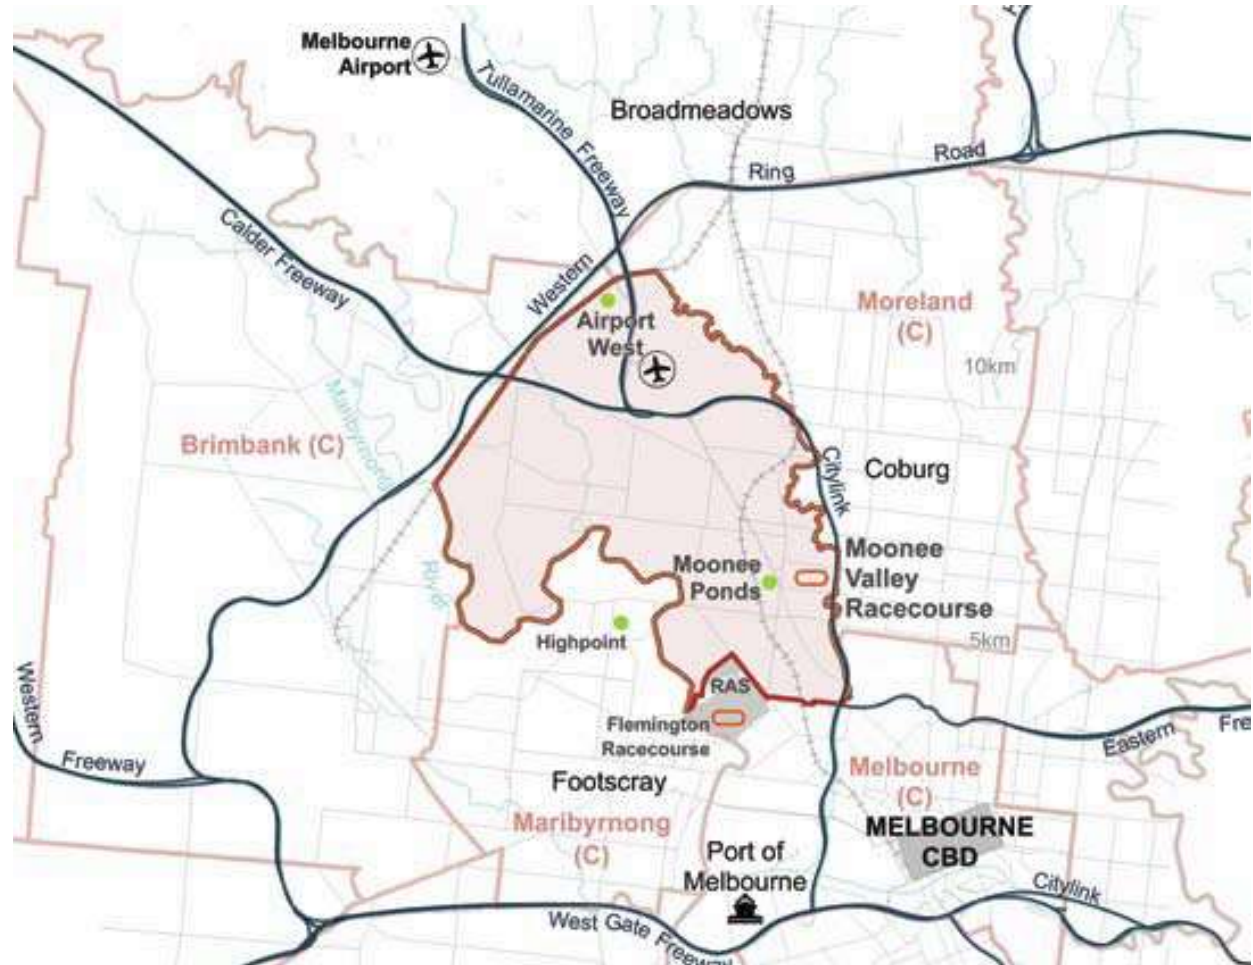 Melbourne
Airport
Tullamarine Freeway
Broadmeadows
Ring
Road
Calder Freeway
Western
Airport
West
Moreland
(C)
10km
Maribyrnong
Brimbank (C)
Citylink
Coburg
River
Moonee
Ponds
Moonee
Valley
Racecourse
Highpoint
5km
Western
Freeway
RAS
Flemington
Racecourse
Eastern
Fre
Footscray
Melbourne
(C)
Maribyrnong
(C)
MELBOURNE
CBD
Port of
Melbourne
Citylink
West Gate Freeway